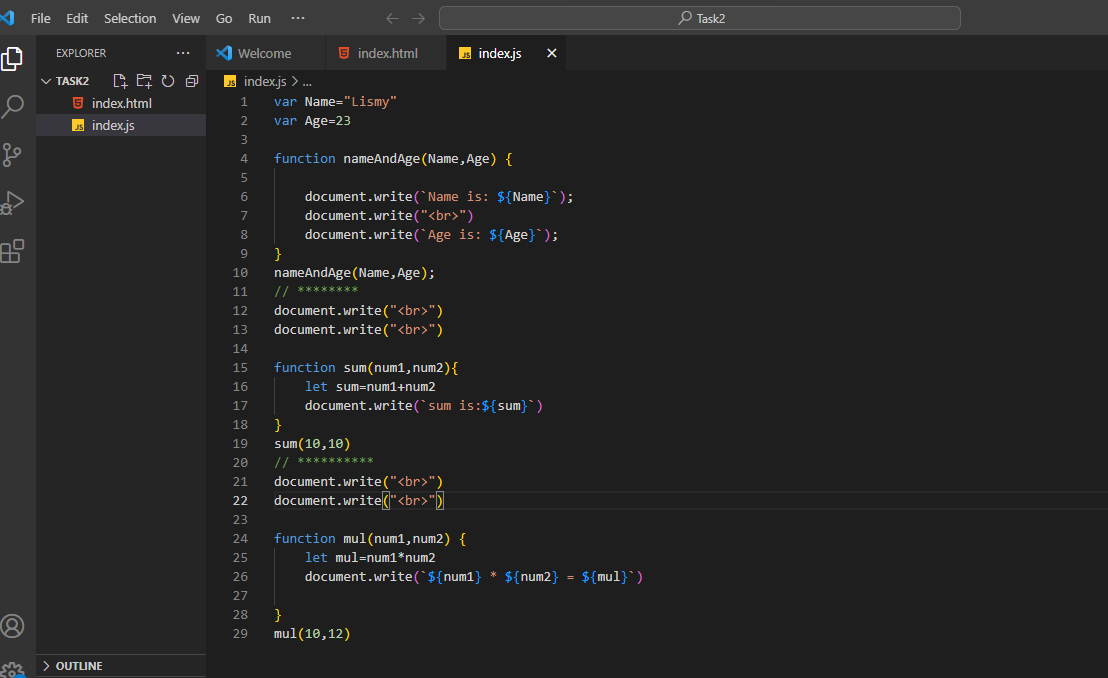 File Edit Selection View Go Run ··· ← → Task2
EXPLORER ···
Welcome index.html index.js ×
TASK2
index.html
index.js
OUTLINE
JS index.js > ...
1 var Name="Lismy"
2 var Age=23
3
4 function nameAndAge(Name,Age) {
5
6     document.write(`Name is: ${Name}`);
7     document.write("<br>")
8     document.write(`Age is: ${Age}`);
9 }
10 nameAndAge(Name,Age);
11 // ********
12 document.write("<br>")
13 document.write("<br>")
14
15 function sum(num1,num2){
16     let sum=num1+num2
17     document.write(`sum is:${sum}`)
18 }
19 sum(10,10)
20 // **********
21 document.write("<br>")
22 document.write("<br>")
23
24 function mul(num1,num2) {
25     let mul=num1*num2
26     document.write(`${num1} * ${num2} = ${mul}`)
27
28 }
29 mul(10,12)